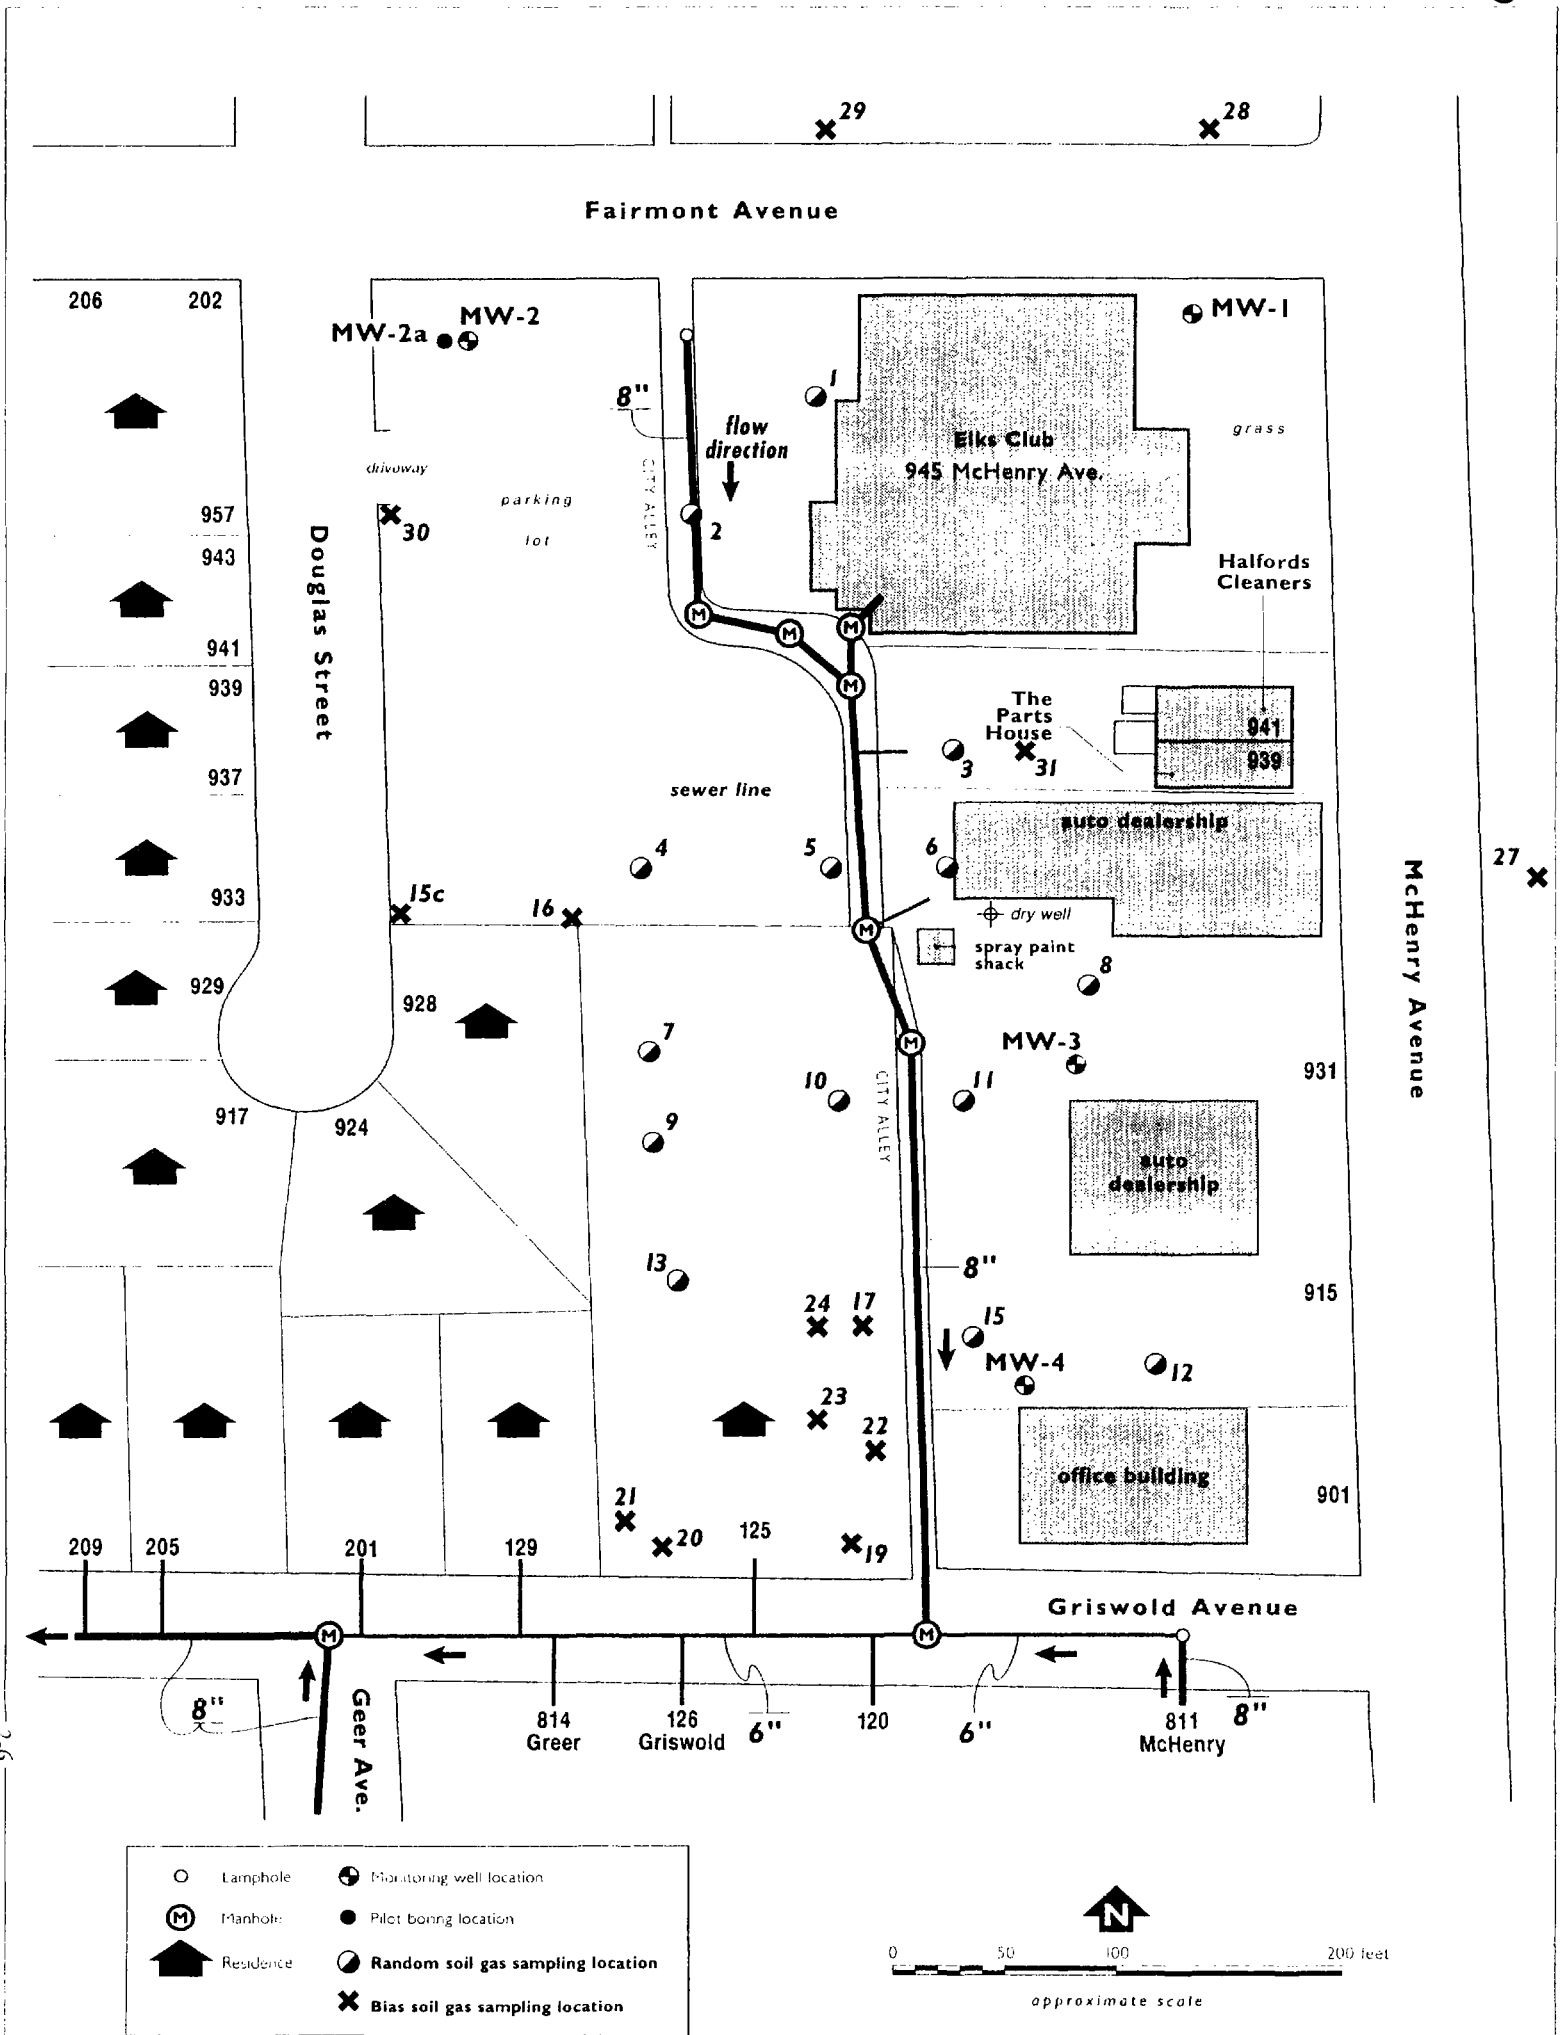 29
28
Fairmont Avenue
206
202
MW-2
MW-2a
MW-1
1
8"
flow
direction
grass
Elks Club
945 McHenry Ave.
drivoway
CITY ALLEY
parking
lot
957
30
2
943
Douglas Street
Halfords
Cleaners
941
939
The
Parts
House
941
939
3
31
937
sewer line
auto dealership
4
5
6
27
McHenry Avenue
933
15c
16
dry well
spray paint
shack
929
928
8
7
MW-3
931
10
11
CITY ALLEY
917
924
9
auto
dealership
13
8"
915
24
17
15
MW-4
12
23
22
office building
901
21
20
125
19
209
205
201
129
Griswold Avenue
8"
Geer Ave.
814
Greer
126
Griswold
6"
120
6"
811
McHenry
8"
2-6
Lamphole
Monitoring well location
M
Manhole
Pilot boring location
Residence
Random soil gas sampling location
Bias soil gas sampling location
N
0
50
100
200 feet
approximate scale